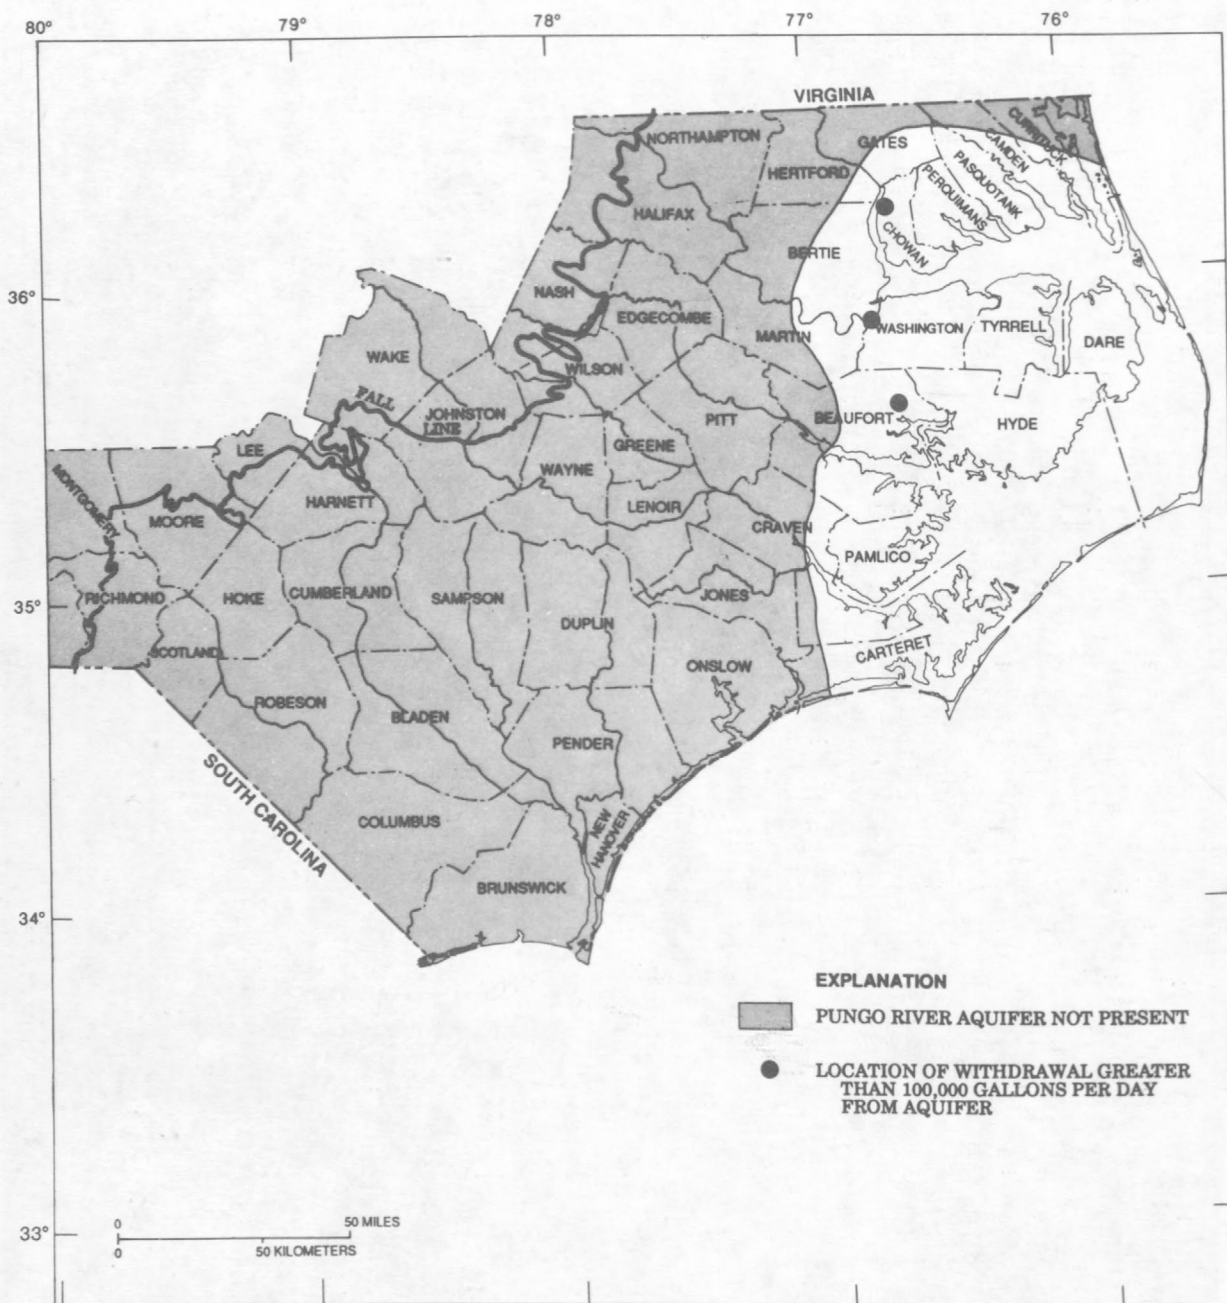 80°
79°
78°
77°
76°
VIRGINIA
NORTHAMPTON
GATES
CAMDEN
CURRITUCK
HERTFORD
PASQUOTANK
PERQUIMANS
HALIFAX
CHOWAN
BERTIE
36°
NASH
EDGECOMBE
MARTIN
WASHINGTON
TYRRELL
DARE
WAKE
WILSON
FALL
LINE
JOHNSTON
PITT
BEAUFORT
HYDE
LEE
GREENE
WAYNE
MONTGOMERY
HARNETT
LENOIR
MOORE
CRAVEN
PAMLICO
35°
RICHMOND
HOKE
CUMBERLAND
SAMPSON
JONES
DUPLIN
SCOTLAND
CARTERET
ONSLOW
ROBESON
BLADEN
PENDER
SOUTH CAROLINA
COLUMBUS
NEW
HANOVER
BRUNSWICK
34°
EXPLANATION
PUNGO RIVER AQUIFER NOT PRESENT
LOCATION OF WITHDRAWAL GREATER
THAN 100,000 GALLONS PER DAY
FROM AQUIFER
0 50 MILES
0 50 KILOMETERS
33°